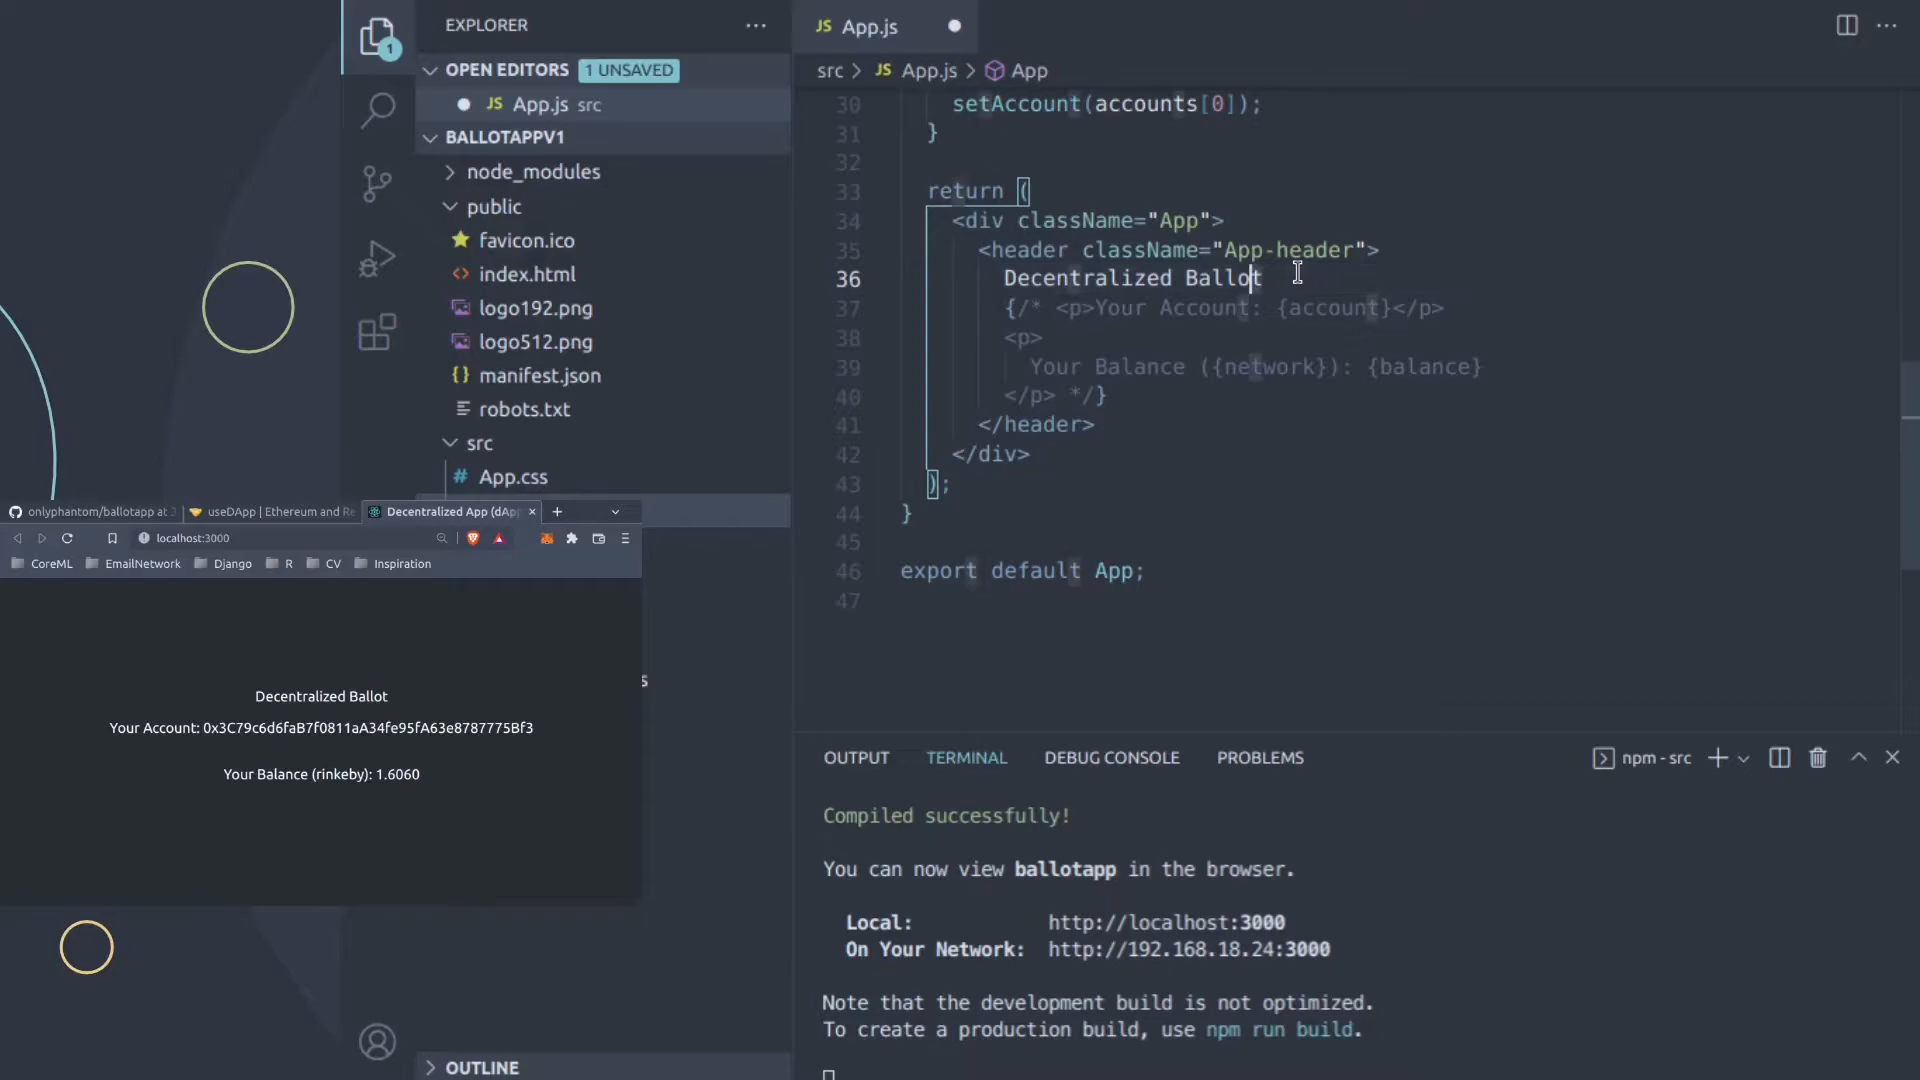 1
EXPLORER
OPEN EDITORS 1 UNSAVED
JS App.js src
BALLOTAPPV1
node_modules
public
favicon.ico
index.html
logo192.png
logo512.png
manifest.json
robots.txt
src
# App.css
OUTLINE
JS App.js
src > JS App.js > App
30 setAccount(accounts[0]);
31 }
32
33 return (
34 <div className="App">
35 <header className="App-header">
36 Decentralized Ballot
37 {/* <p>Your Account: {account}</p>
38 <p>
39 Your Balance ({network}): {balance}
40 </p> */}
41 </header>
42 </div>
43 );
44 }
45
46 export default App;
47
onlyphantom/ballotapp at
useDApp | Ethereum and Re
Decentralized App (dApp
localhost:3000
CoreML EmailNetwork Django R CV Inspiration
Decentralized Ballot
Your Account: 0x3C79c6d6faB7f0811aA34fe95fA63e8787775Bf3
Your Balance (rinkeby): 1.6060
s
OUTPUT TERMINAL DEBUG CONSOLE PROBLEMS
npm - src
Compiled successfully!
You can now view ballotapp in the browser.
Local: http://localhost:3000
On Your Network: http://192.168.18.24:3000
Note that the development build is not optimized.
To create a production build, use npm run build.